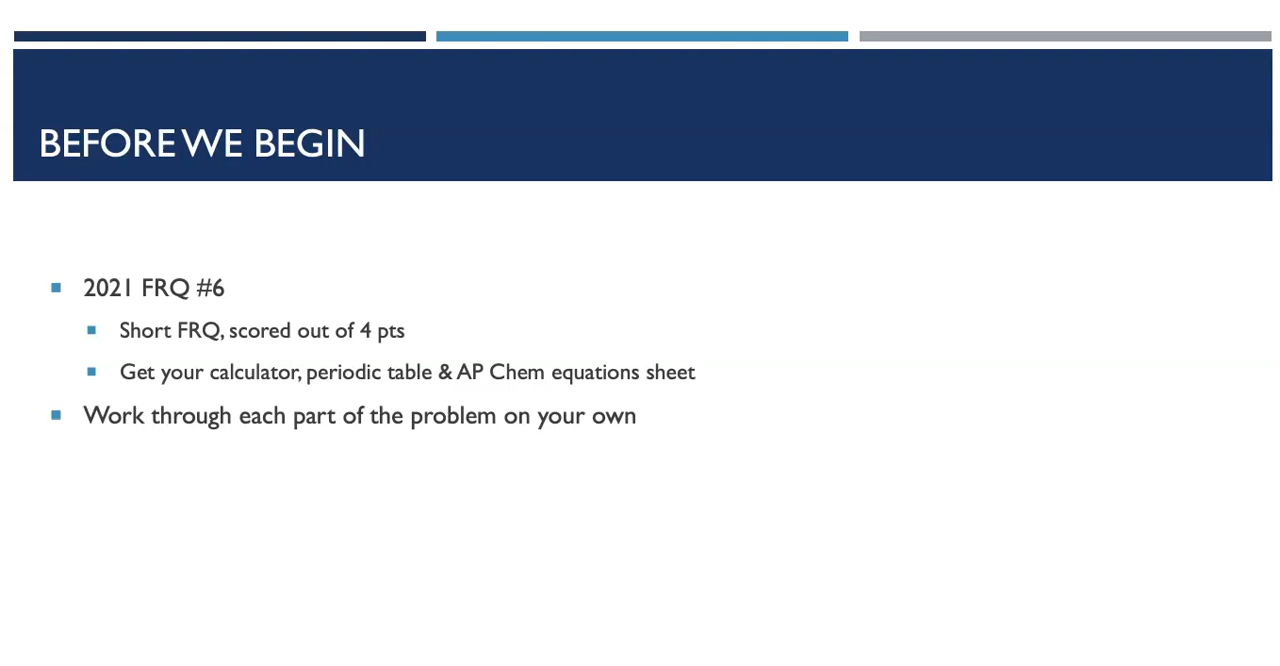 BEFORE WE BEGIN
2021 FRQ #6
Short FRQ, scored out of 4 pts
Get your calculator, periodic table & AP Chem equations sheet
Work through each part of the problem on your own